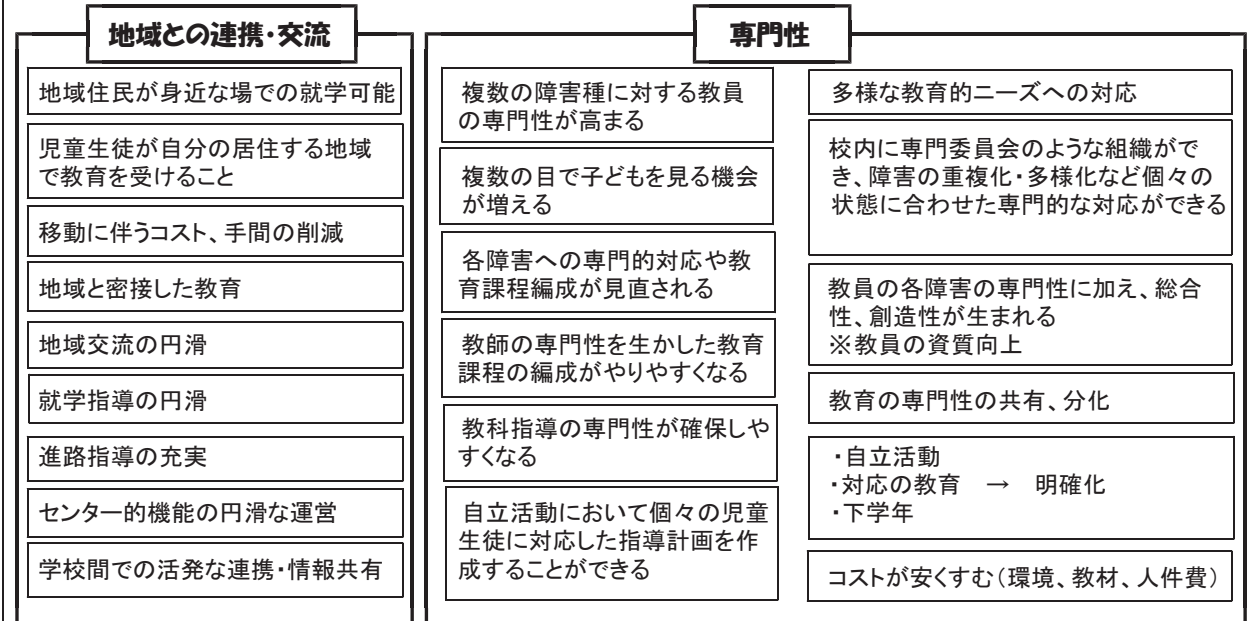 地域との連携・交流
地域住民が身近な場での就学可能
児童生徒が自分の居住する地域
で教育を受けること
移動に伴うコスト、手間の削減
地域と密接した教育
地域交流の円滑
就学指導の円滑
進路指導の充実
センター的機能の円滑な運営
学校間での活発な連携・情報共有
専門性
複数の障害種に対する教員
の専門性が高まる
複数の目で子どもを見る機会
が増える
各障害への専門的対応や教
育課程編成が見直される
教師の専門性を生かした教育
課程の編成がやりやすくなる
教科指導の専門性が確保しや
すくなる
自立活動において個々の児童
生徒に対応した指導計画を作
成することができる
多様な教育的ニーズへの対応
校内に専門委員会のような組織がで
き、障害の重複化・多様化など個々の
状態に合わせた専門的な対応ができる
教員の各障害の専門性に加え、総合
性、創造性が生まれる
※教員の資質向上
教育の専門性の共有、分化
・自立活動
・対応の教育　→　明確化
・下学年
コストが安くすむ（環境、教材、人件費）